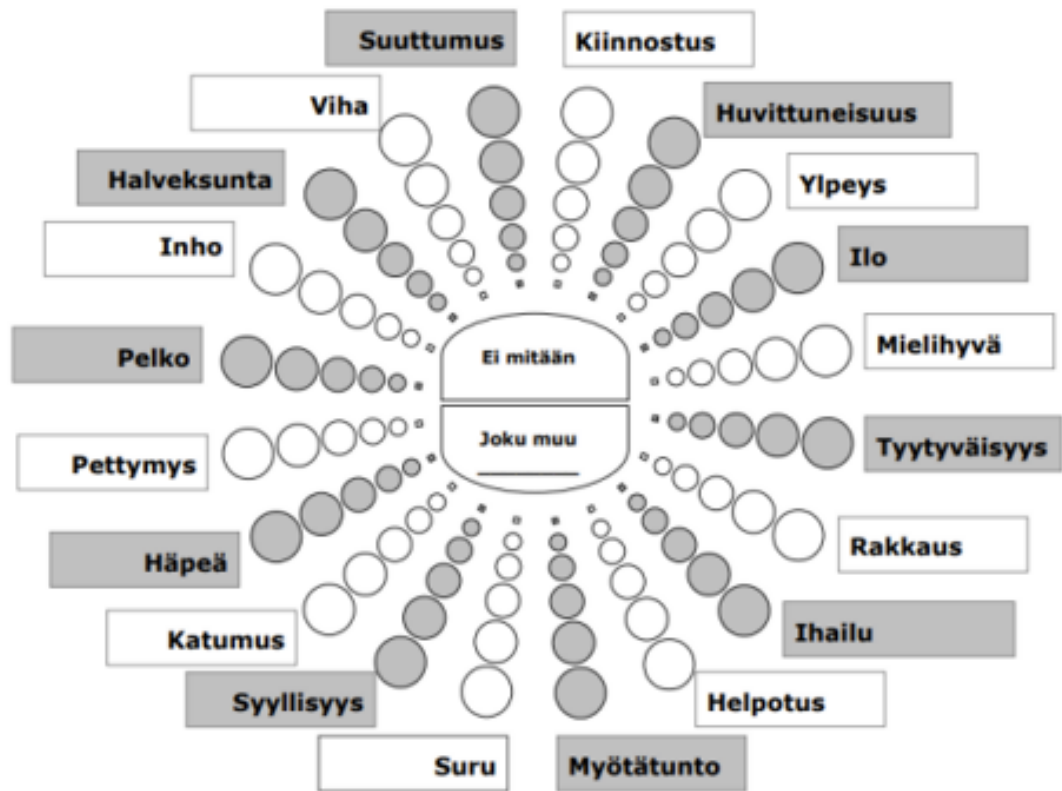 Suuttumus
Kiinnostus
Viha
Huvittuneisuus
Halveksunta
Ylpeys
Inho
Ilo
Pelko
Ei mitään
Mielihyvä
Joku muu
Pettymys
Tyytyväisyys
Häpeä
Rakkaus
Katumus
Ihailu
Syyllisyys
Helpotus
Suru
Myötätunto